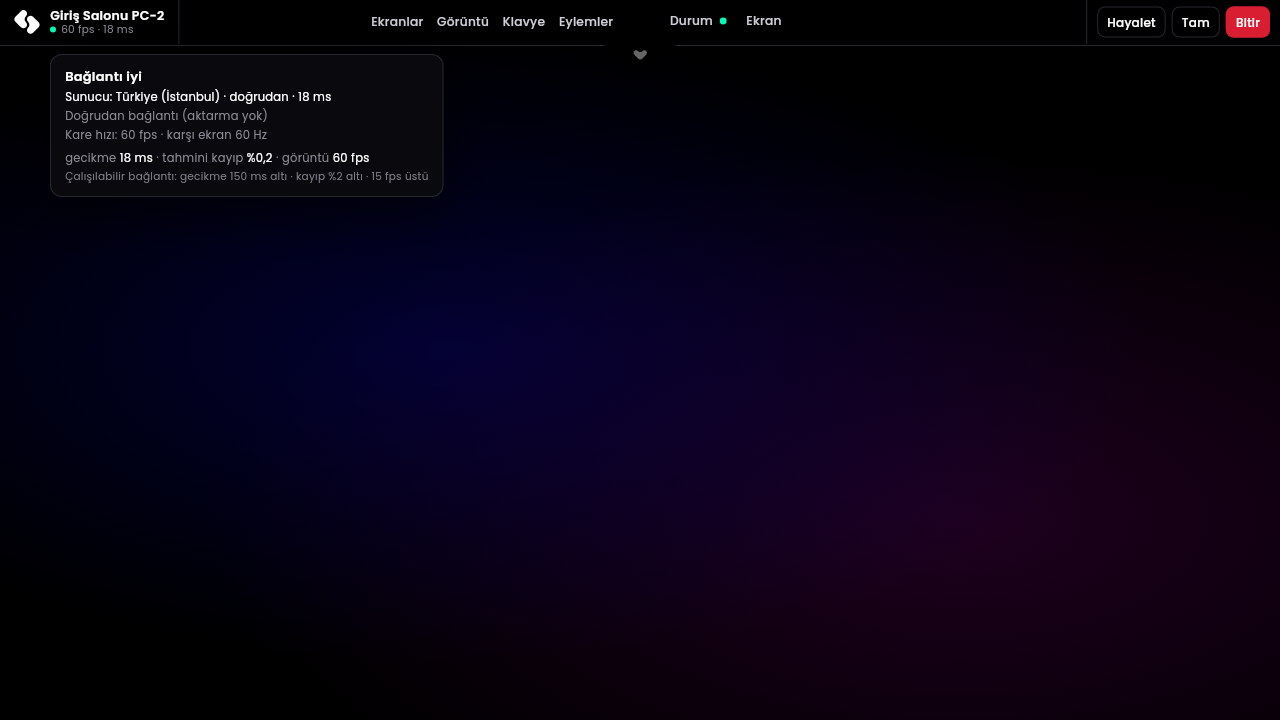 Giriş Salonu PC-2
60 fps · 18 ms
Ekranlar Görüntü Klavye Eylemler Durum Ekran
Hayalet Tam Bitir
Bağlantı iyi
Sunucu: Türkiye (İstanbul) · doğrudan · 18 ms
Doğrudan bağlantı (aktarma yok)
Kare hızı: 60 fps · karşı ekran 60 Hz
gecikme 18 ms · tahmini kayıp %0,2 · görüntü 60 fps
Çalışılabilir bağlantı: gecikme 150 ms altı · kayıp %2 altı · 15 fps üstü